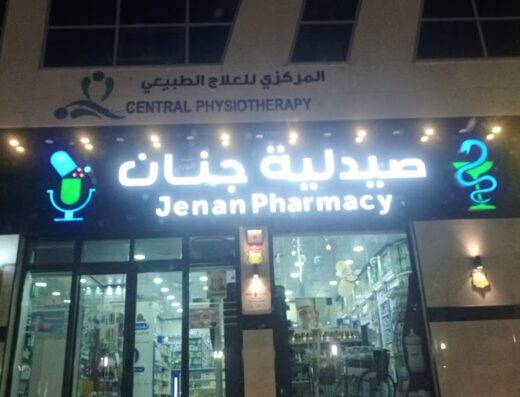 المركزي للعلاج الطبيعي
CENTRAL PHYSIOTHERAPY
صيدلية جنان
Jenan Pharmacy